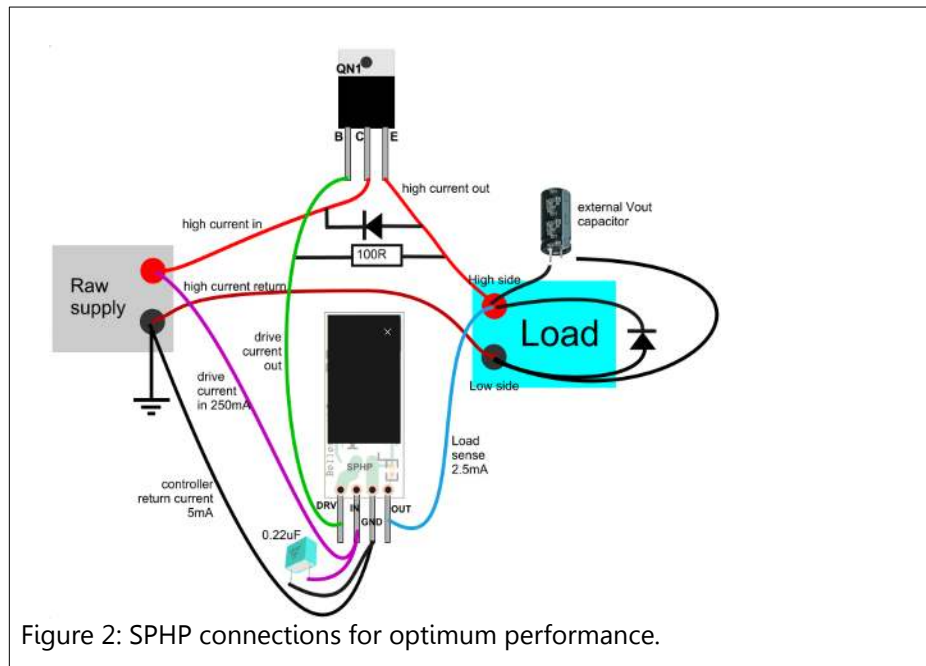 QN1
B C E
high current out
high current in
external Vout
capacitor
100R
Raw
supply
high current return
High side
Load
drive
current
out
Low side
drive
current
in 250mA
Load
sense
2.5mA
SPHP
controller
return current
5mA
DRV IN GND OUT
0.22uF
Figure 2: SPHP connections for optimum performance.